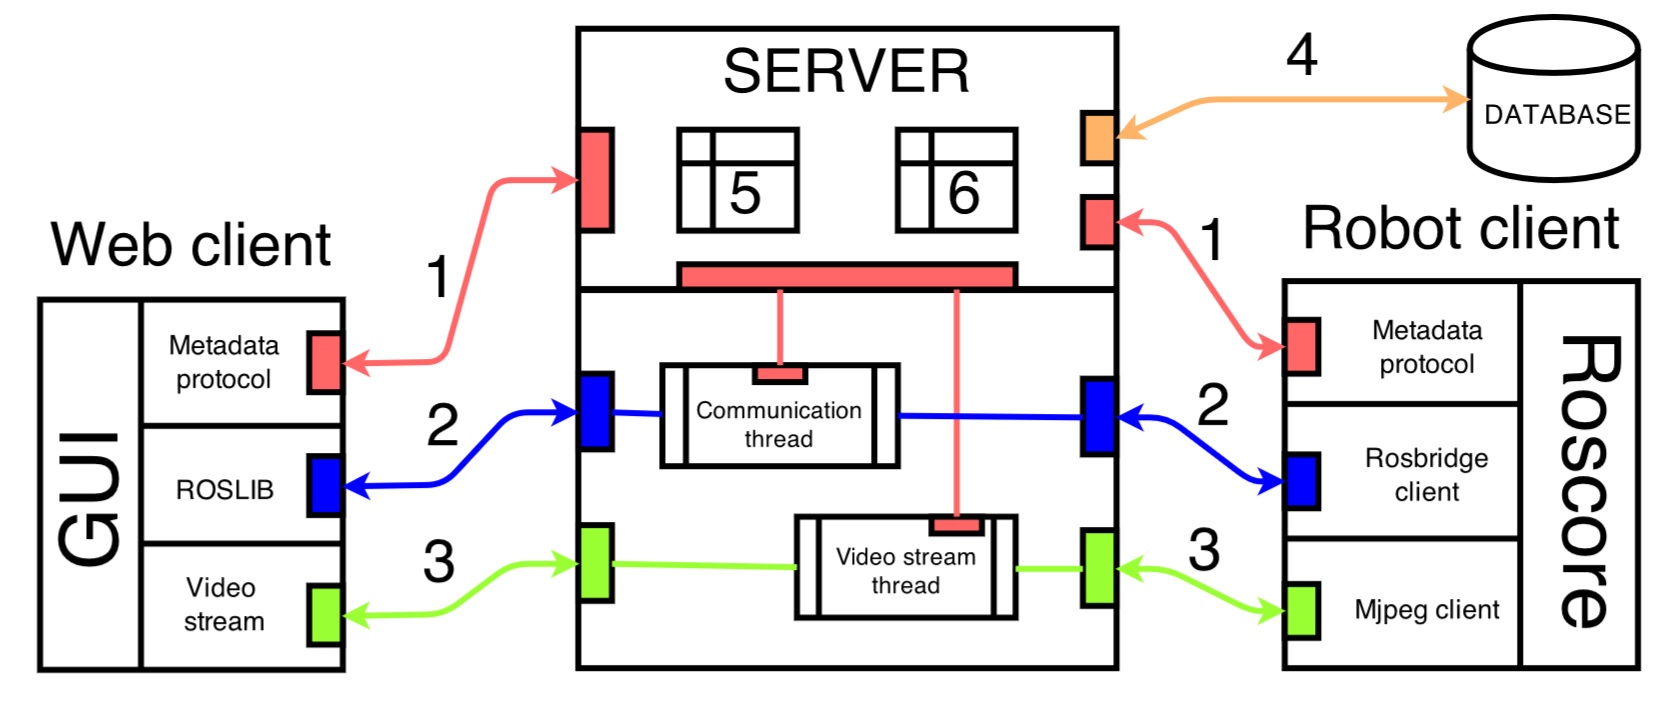 SERVER
4
DATABASE
5
6
Web client
1
1
Robot client
GUI
Metadata
protocol
Metadata
protocol
Roscore
2
Communication
thread
2
ROSLIB
Rosbridge
client
3
Video stream
thread
3
Video
stream
Mjpeg client